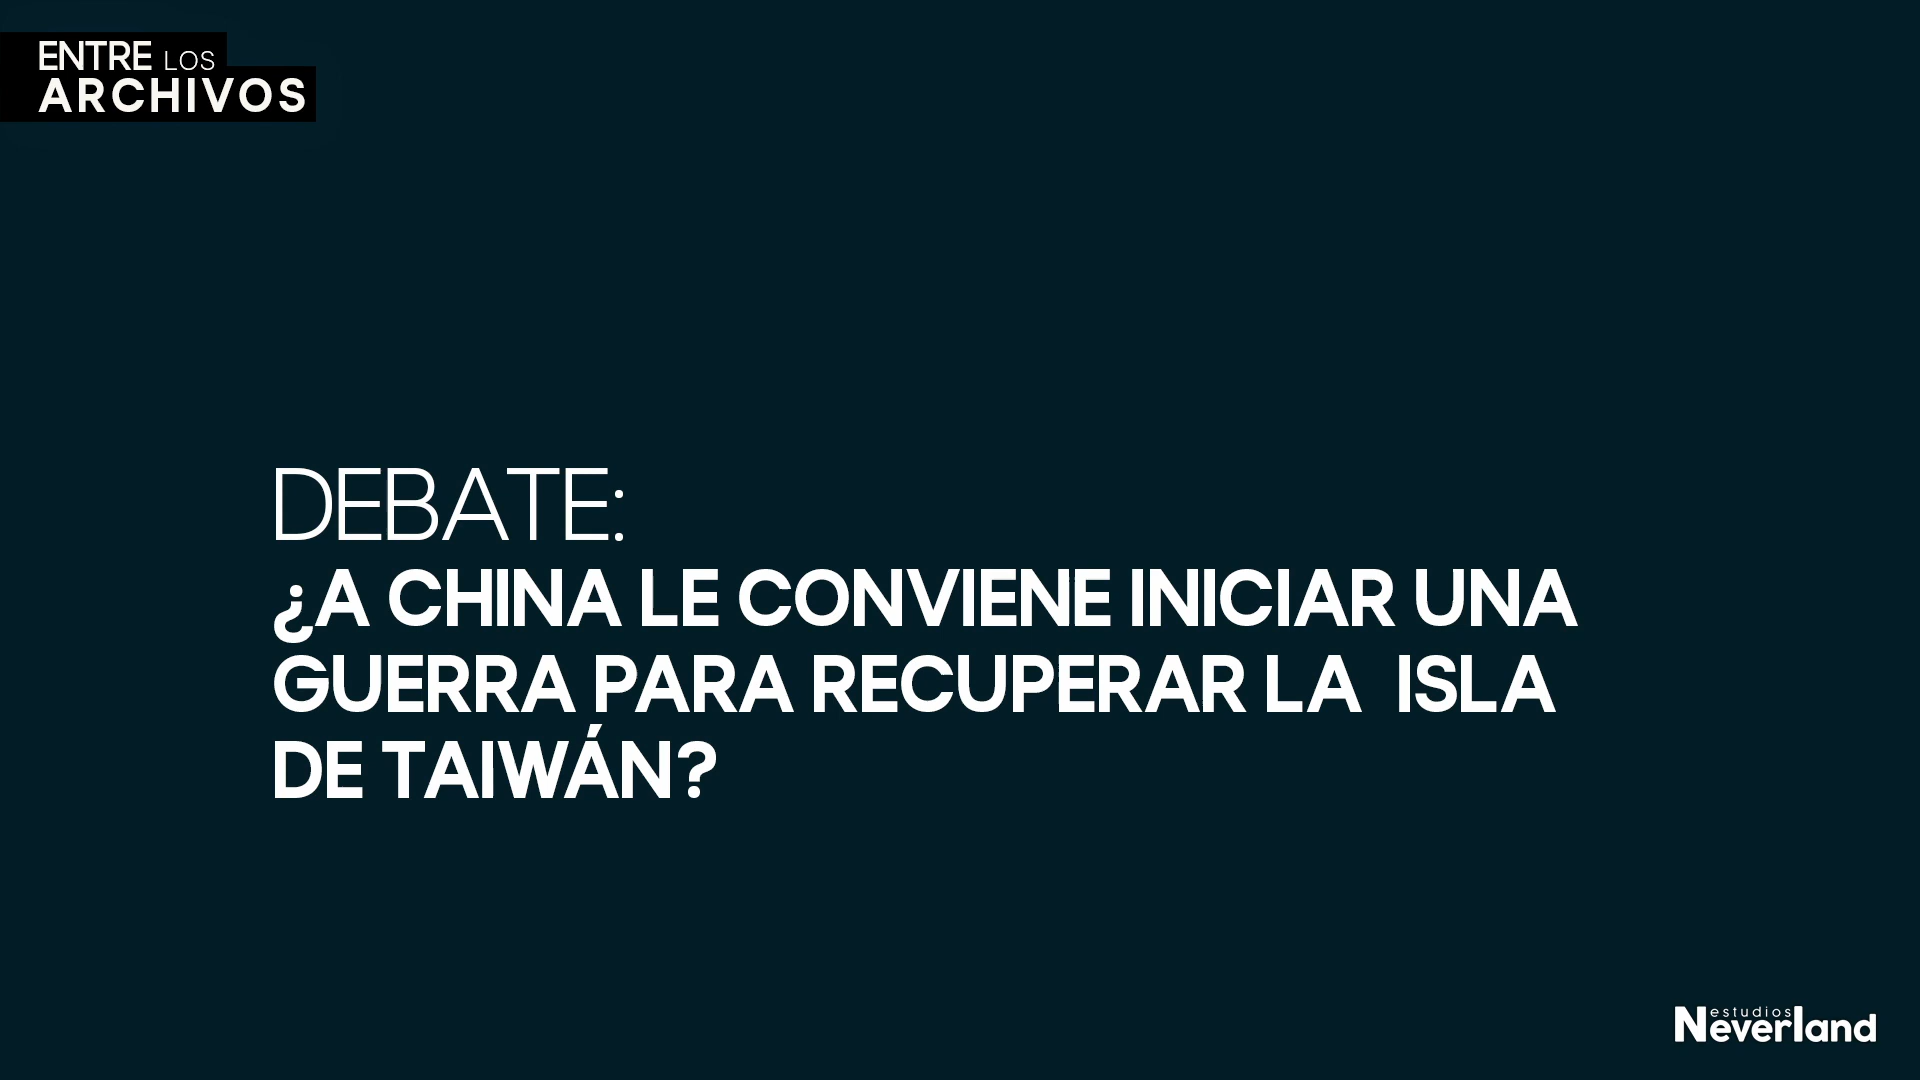 ENTRE LOS
ARCHIVOS
DEBATE:
¿A CHINA LE CONVIENE INICIAR UNA
GUERRA PARA RECUPERAR LA  ISLA
DE TAIWÁN?
estudios
Neverland